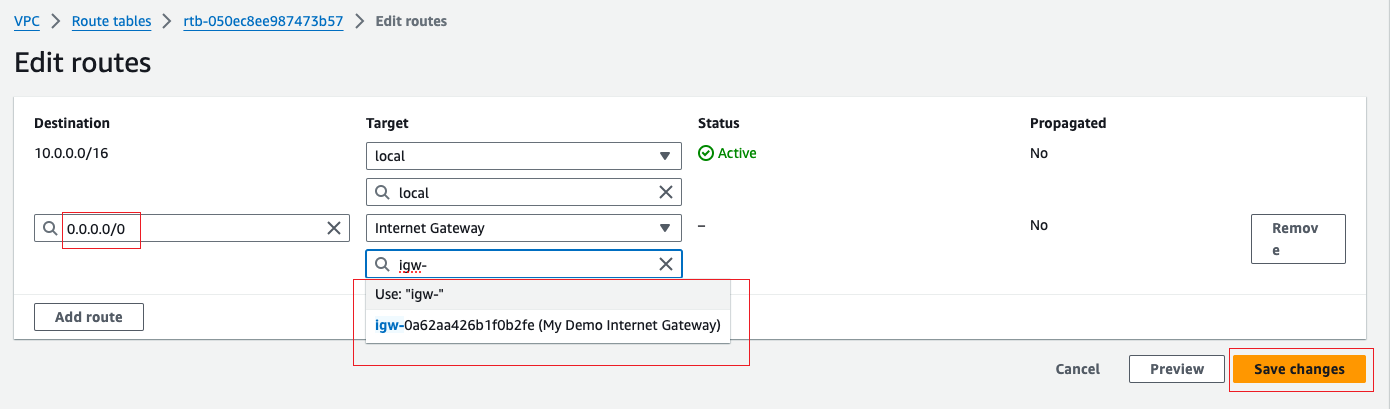 VPC > Route tables > rtb-050ec8ee987473b57 > Edit routes
Edit routes
Destination Target Status Propagated
10.0.0.0/16 local Active No
local
0.0.0.0/0 Internet Gateway – No Remov
e
igw-
Use: "igw-"
igw-0a62aa426b1f0b2fe (My Demo Internet Gateway)
Add route
Cancel Preview Save changes